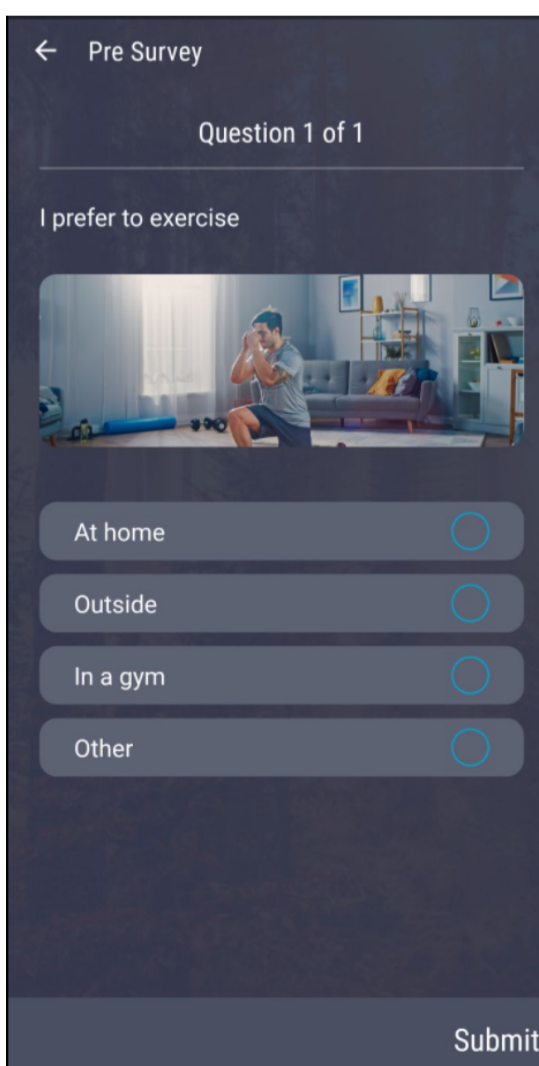 Pre Survey
Question 1 of 1
I prefer to exercise
At home
Outside
In a gym
Other
Submit